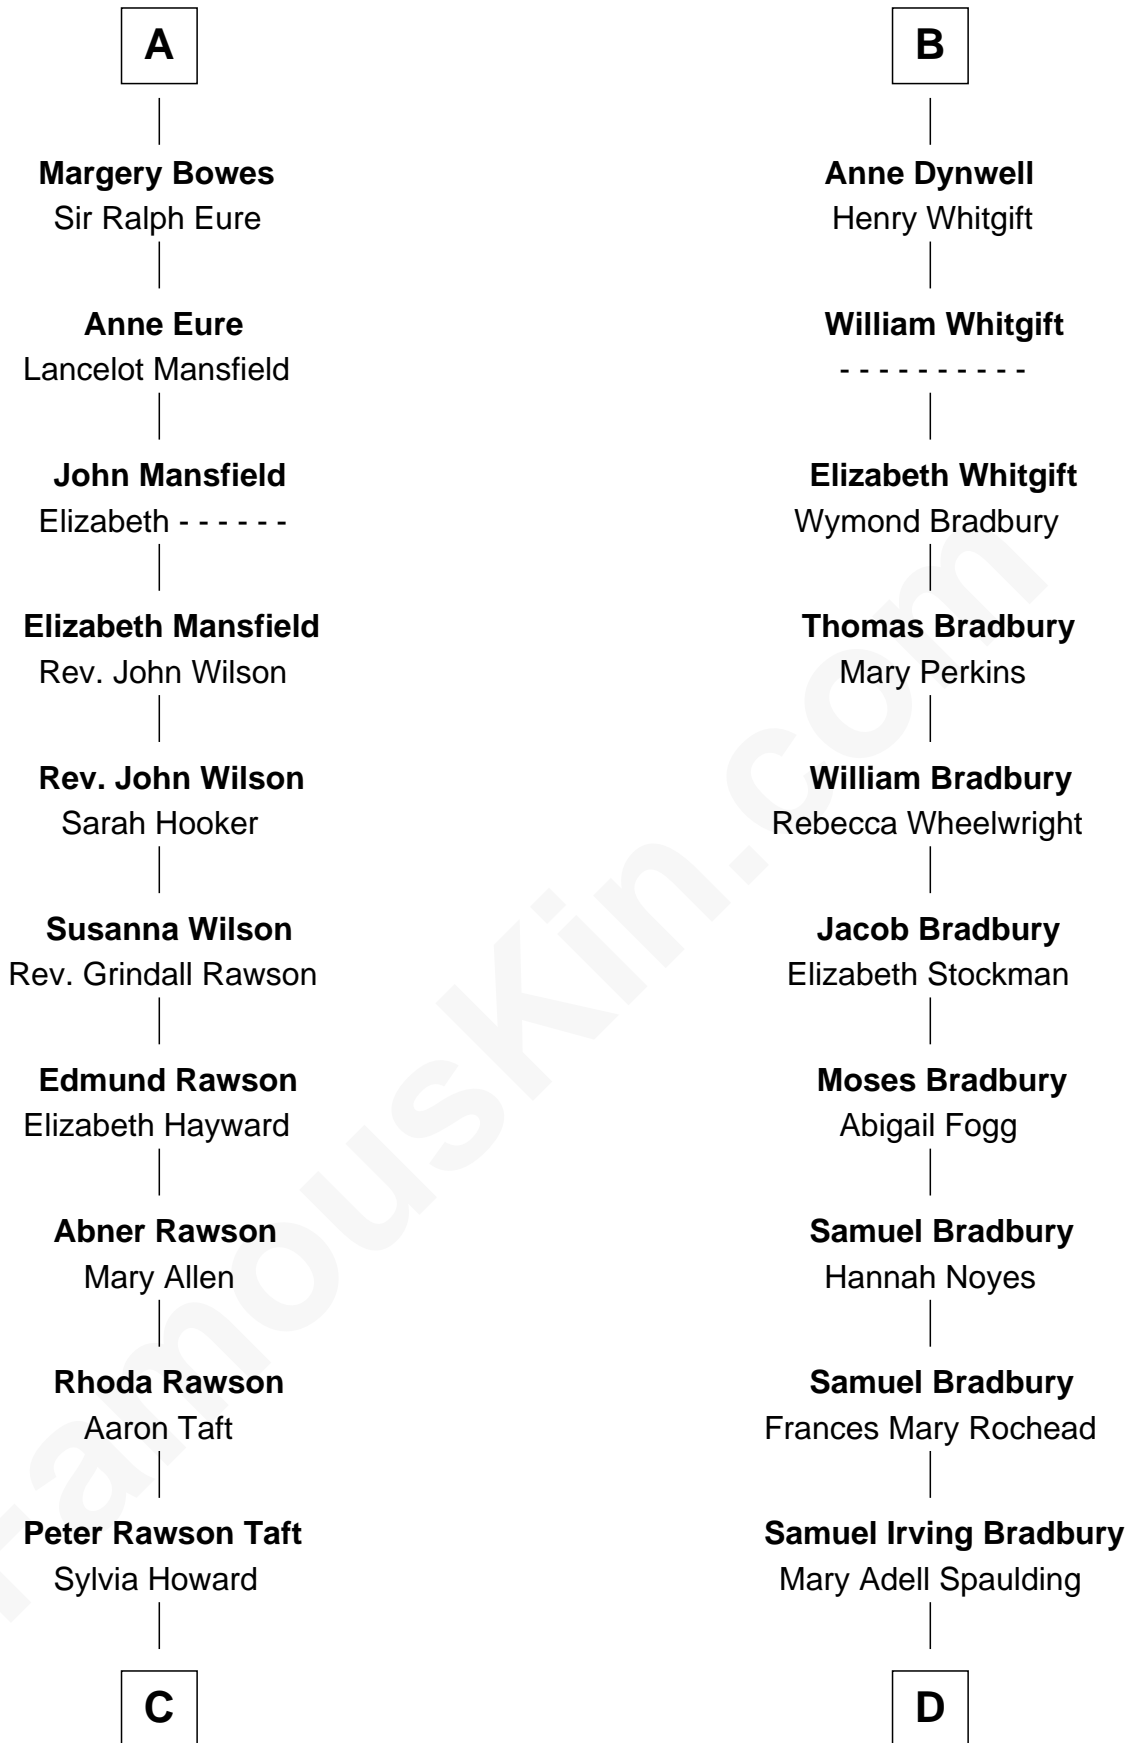 A
Margery Bowes
Sir Ralph Eure
Anne Eure
Lancelot Mansfield
John Mansfield
Elizabeth - - - - - -
Elizabeth Mansfield
Rev. John Wilson
Rev. John Wilson
Sarah Hooker
Susanna Wilson
Rev. Grindall Rawson
Edmund Rawson
Elizabeth Hayward
Abner Rawson
Mary Allen
Rhoda Rawson
Aaron Taft
Peter Rawson Taft
Sylvia Howard
C
B
Anne Dynwell
Henry Whitgift
William Whitgift
- - - - - - - - - -
Elizabeth Whitgift
Wymond Bradbury
Thomas Bradbury
Mary Perkins
William Bradbury
Rebecca Wheelwright
Jacob Bradbury
Elizabeth Stockman
Moses Bradbury
Abigail Fogg
Samuel Bradbury
Hannah Noyes
Samuel Bradbury
Frances Mary Rochead
Samuel Irving Bradbury
Mary Adell Spaulding
D
FamousKin.com